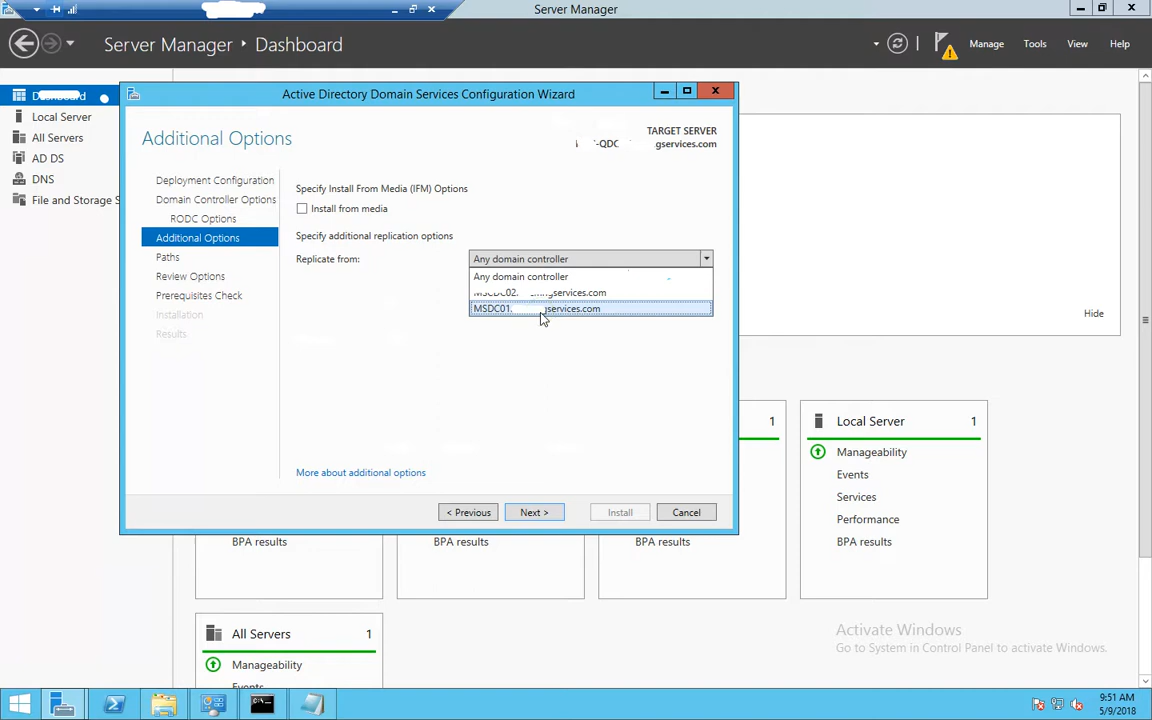 Server Manager
Server Manager ‣ Dashboard
Manage
Tools
View
Help
Local Server
All Servers
AD DS
DNS
File and Storage S
Active Directory Domain Services Configuration Wizard
Additional Options
TARGET SERVER
-QDC
gservices.com
Deployment Configuration
Domain Controller Options
RODC Options
Additional Options
Paths
Review Options
Prerequisites Check
Installation
Results
Specify Install From Media (IFM) Options
Install from media
Specify additional replication options
Replicate from:
Any domain controller
Any domain controller
MSDC02. ngservices.com
MSDC01. gservices.com
More about additional options
< Previous
Next >
Install
Cancel
Hide
1
Local Server 1
Manageability
Events
Services
Performance
BPA results
BPA results
BPA results
BPA results
All Servers 1
Manageability
Events
Activate Windows
Go to System in Control Panel to activate Windows.
9:51 AM
5/9/2018